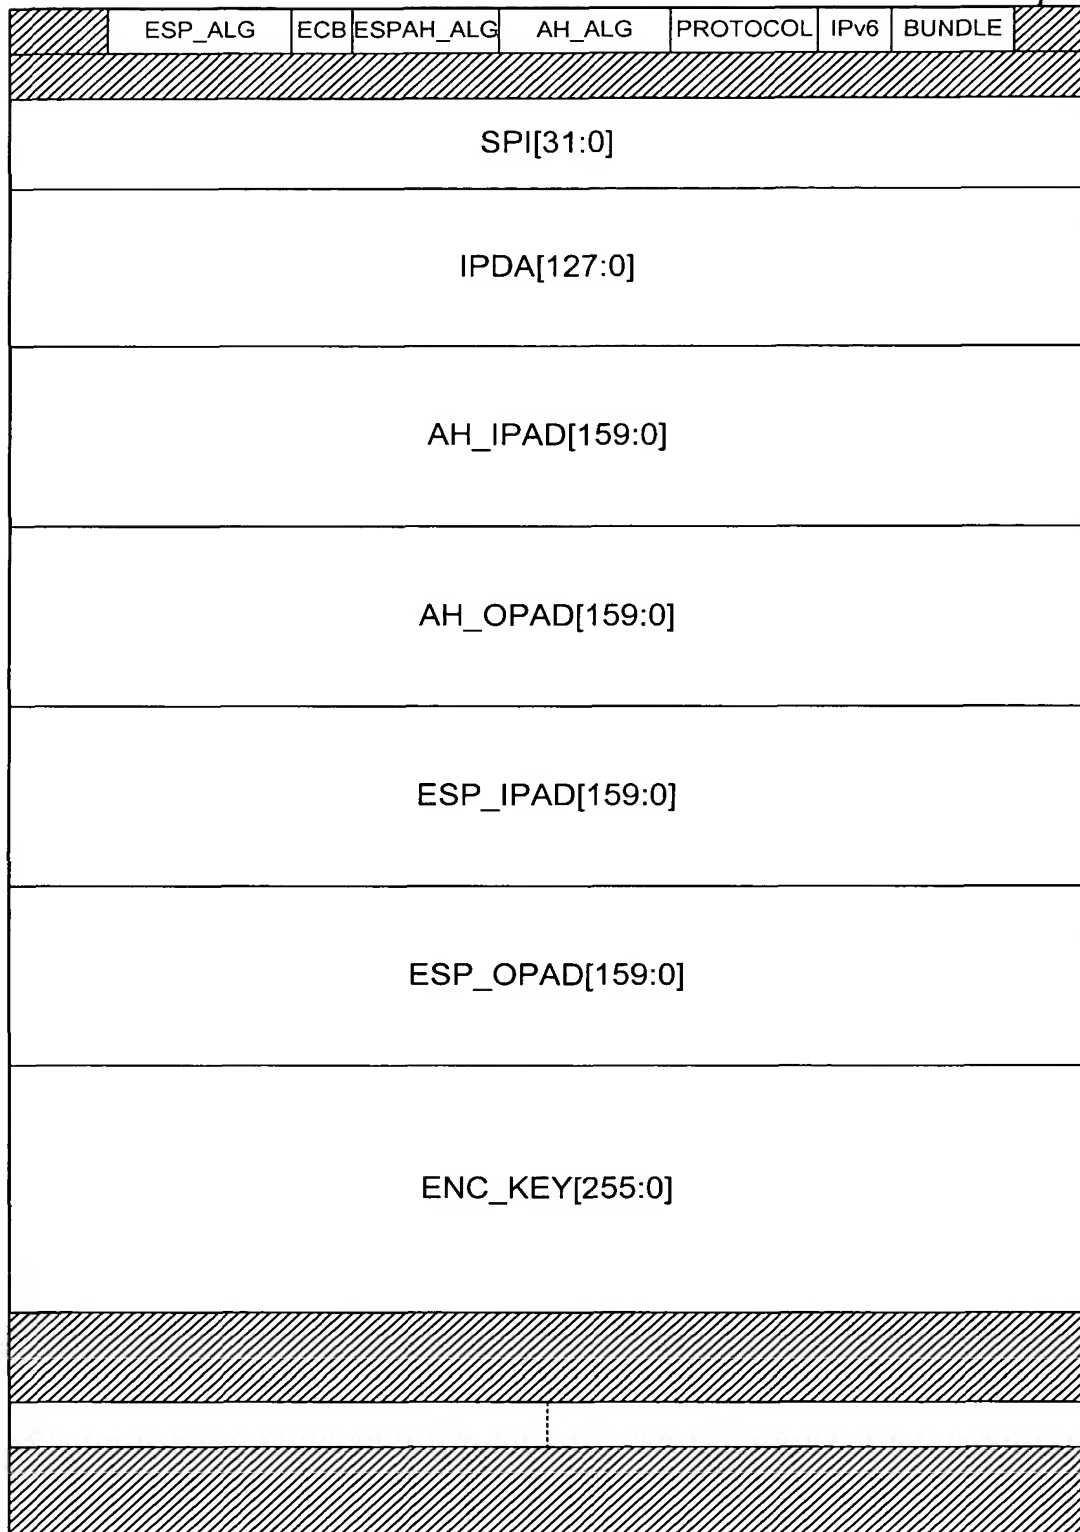 ESP_ALG ECB ESPAH_ALG AH_ALG PROTOCOL IPv6 BUNDLE
SPI[31:0]
IPDA[127:0]
AH_IPAD[159:0]
AH_OPAD[159:0]
ESP_IPAD[159:0]
ESP_OPAD[159:0]
ENC_KEY[255:0]